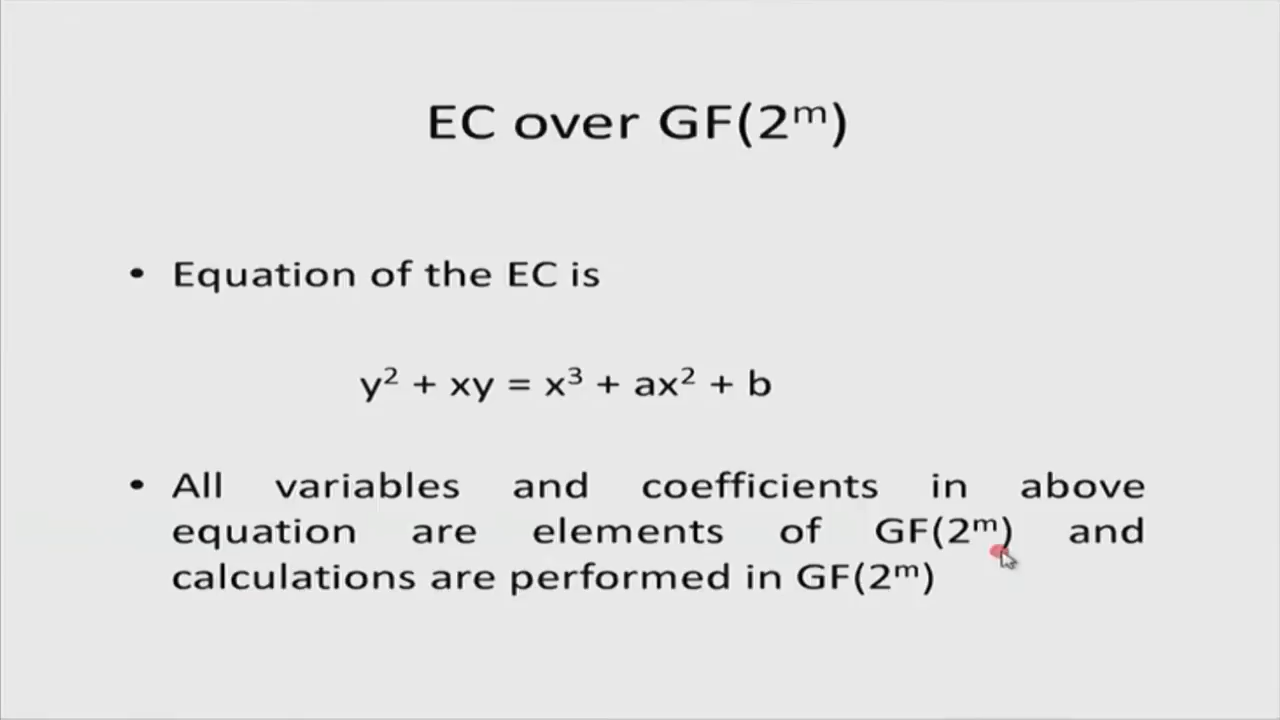 EC over GF(2ᵐ)
• Equation of the EC is
y² + xy = x³ + ax² + b
• All variables and coefficients in above
equation are elements of GF(2ᵐ) and
calculations are performed in GF(2ᵐ)